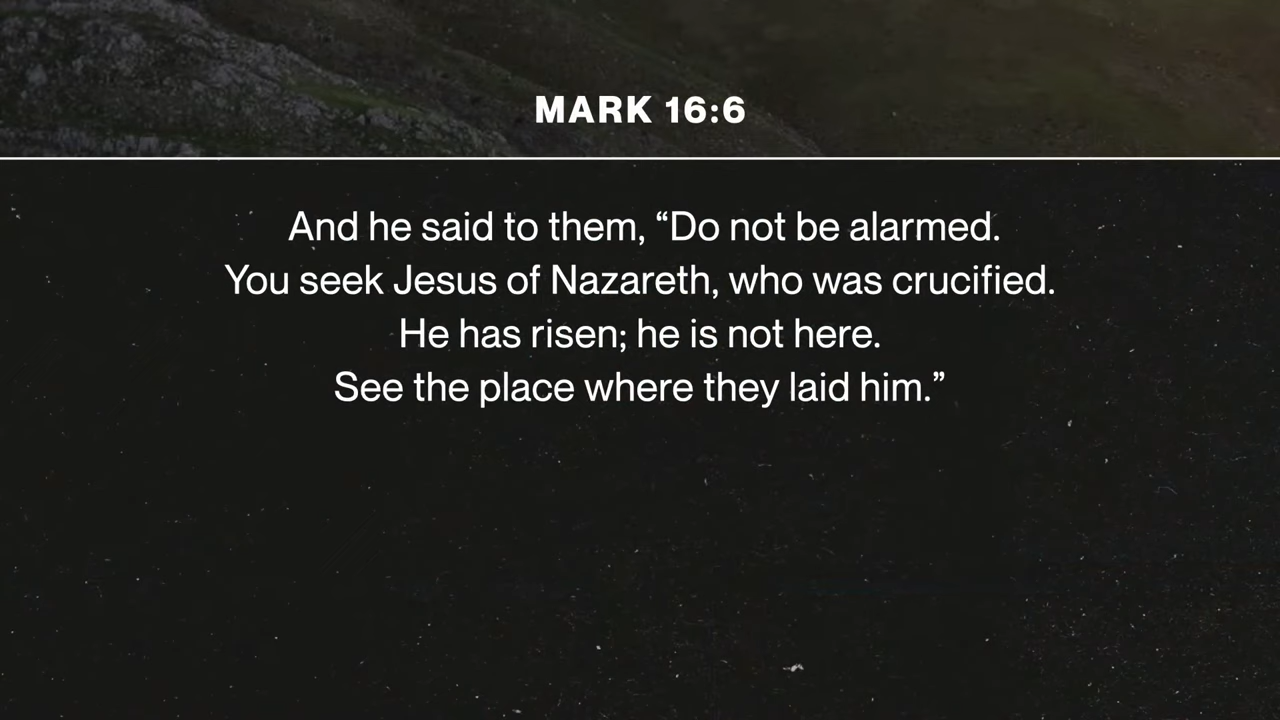 MARK 16:6
And he said to them, “Do not be alarmed.
You seek Jesus of Nazareth, who was crucified.
He has risen; he is not here.
See the place where they laid him.”